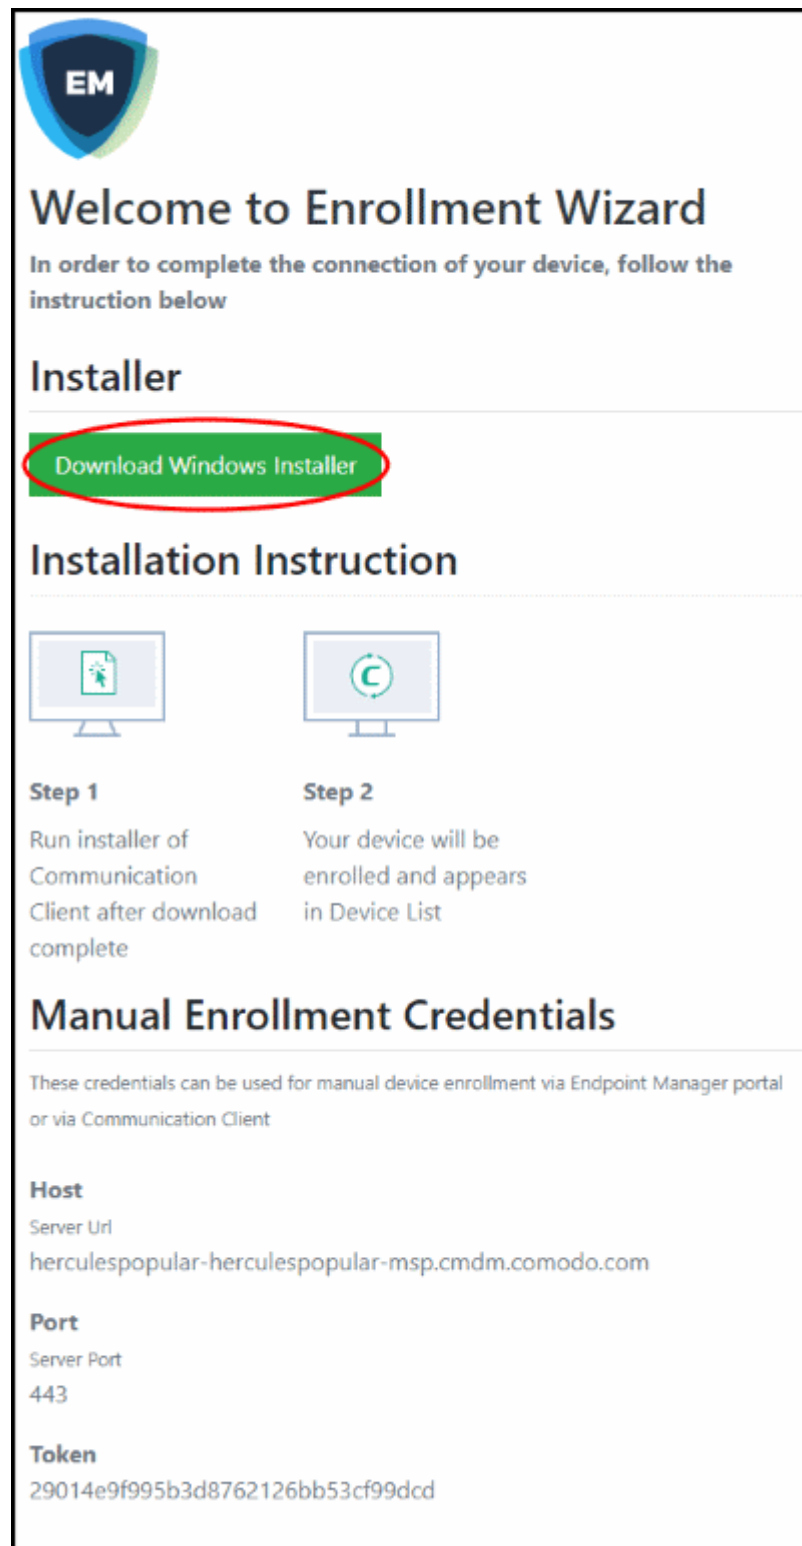 EM
Welcome to Enrollment Wizard
In order to complete the connection of your device, follow the
instruction below
Installer
Download Windows Installer
Installation Instruction
C
Step 1
Run installer of
Communication
Client after download
complete
Step 2
Your device will be
enrolled and appears
in Device List
Manual Enrollment Credentials
These credentials can be used for manual device enrollment via Endpoint Manager portal
or via Communication Client
Host
Server Url
herculespopular-herculespopular-msp.cmdm.comodo.com
Port
Server Port
443
Token
29014e9f995b3d8762126bb53cf99dcd